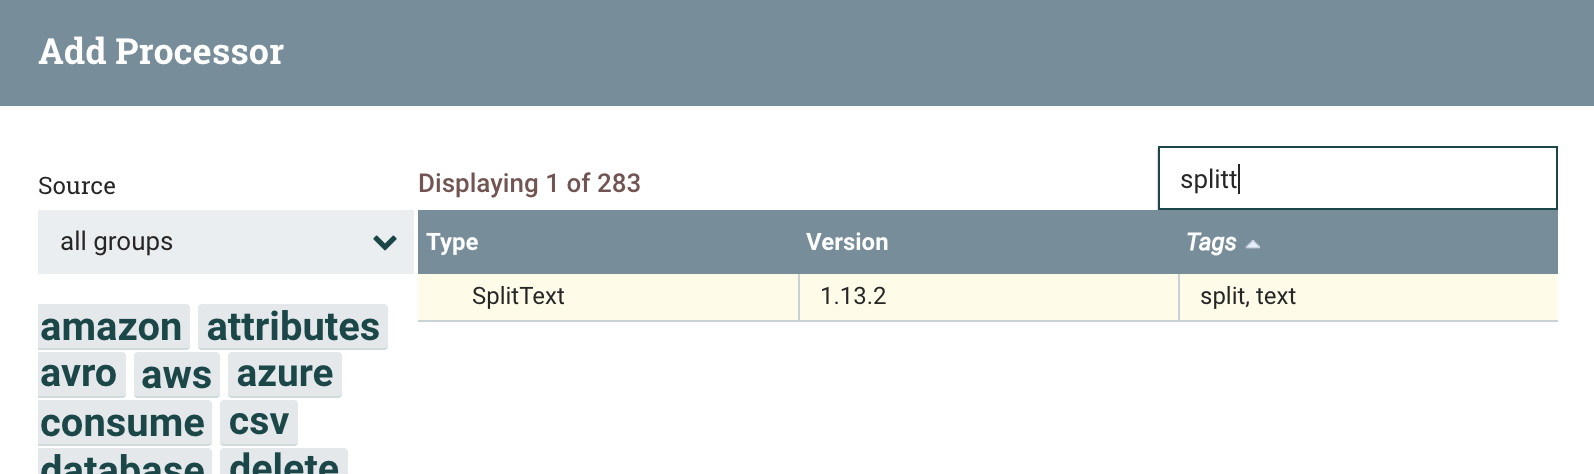 Add Processor
Source
Displaying 1 of 283
splitt
all groups
Type Version Tags
SplitText 1.13.2 split, text
amazon attributes
avro aws azure
consume csv
database delete